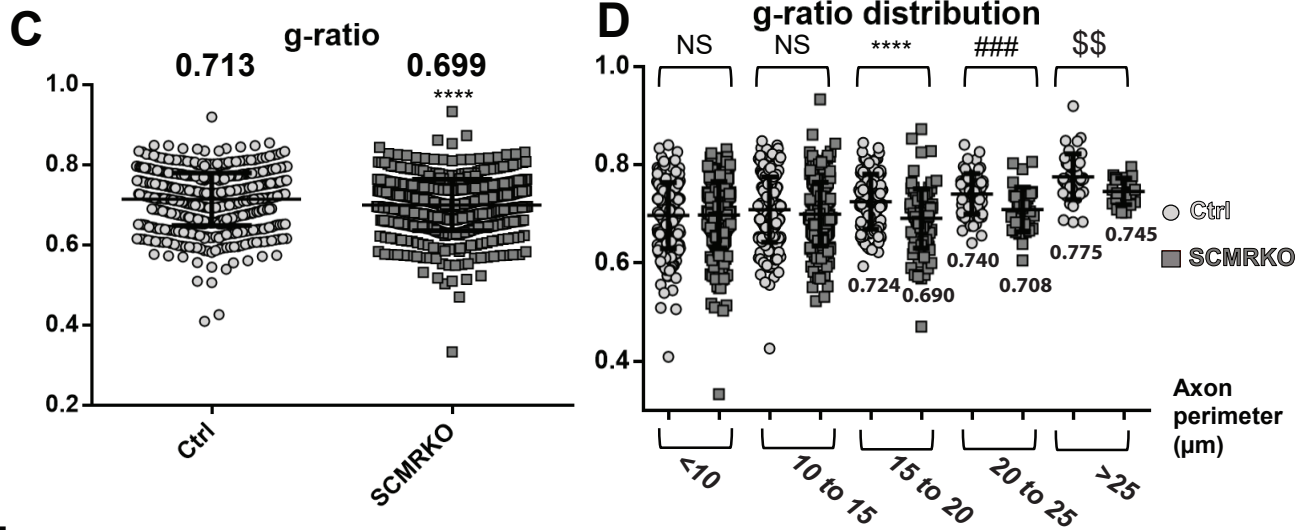 C
g-ratio
0.713
0.699
****
1.0
0.8
0.6
0.4
0.2
Ctrl
SCMRKO
D
g-ratio distribution
NS
NS
****
###
$$
1.0
0.8
0.6
0.4
0.724
0.690
0.740
0.708
0.775
0.745
Ctrl
SCMRKO
<10
10 to 15
15 to 20
20 to 25
>25
Axon
perimeter
(µm)